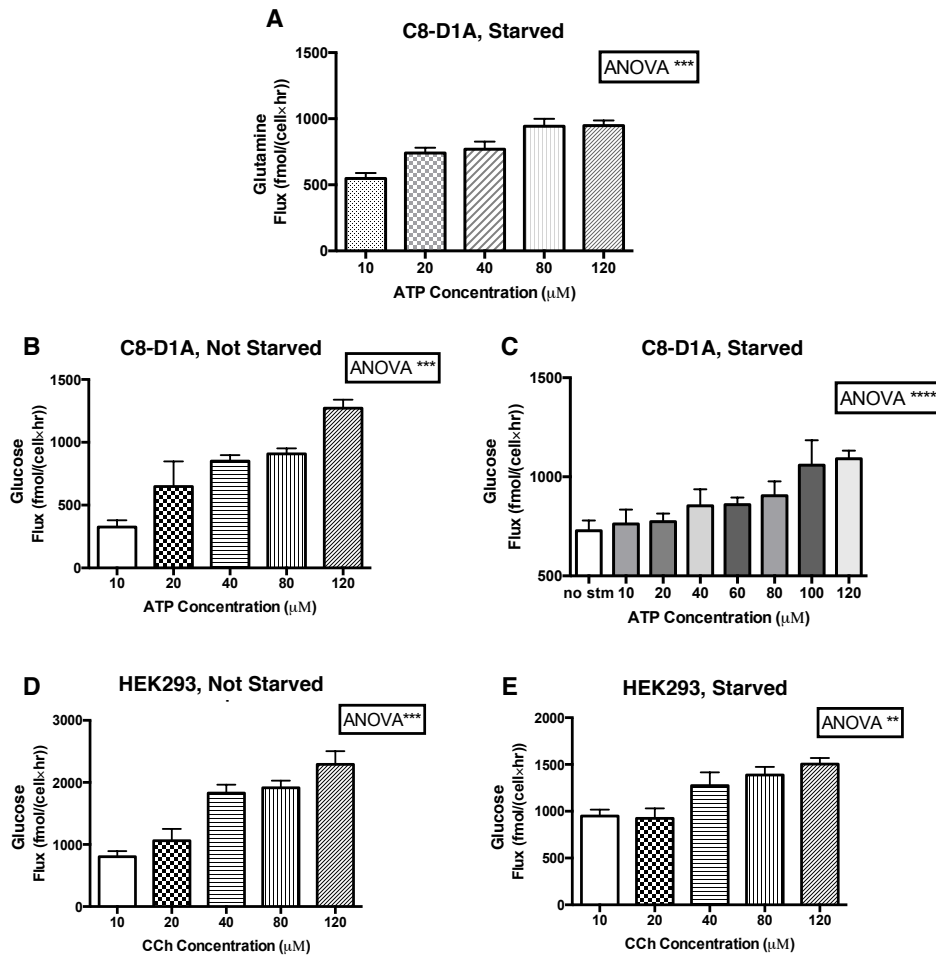 A
C8-D1A, Starved
ANOVA ***
Glutamine
Flux (fmol/(cell×hr))
1500
1000
500
0
10 20 40 80 120
ATP Concentration (μM)
B
C8-D1A, Not Starved
ANOVA ***
Glucose
Flux (fmol/(cell×hr))
1500
1000
500
0
10 20 40 80 120
ATP Concentration (μM)
C
C8-D1A, Starved
ANOVA ****
Glucose
Flux (fmol/(cell×hr))
1500
1000
500
no stm 10 20 40 60 80 100 120
ATP Concentration (μM)
D
HEK293, Not Starved
ANOVA***
Glucose
Flux (fmol/(cell×hr))
3000
2000
1000
0
10 20 40 80 120
CCh Concentration (μM)
E
HEK293, Starved
ANOVA **
Glucose
Flux (fmol/(cell×hr))
2000
1500
1000
500
0
10 20 40 80 120
CCh Concentration (μM)